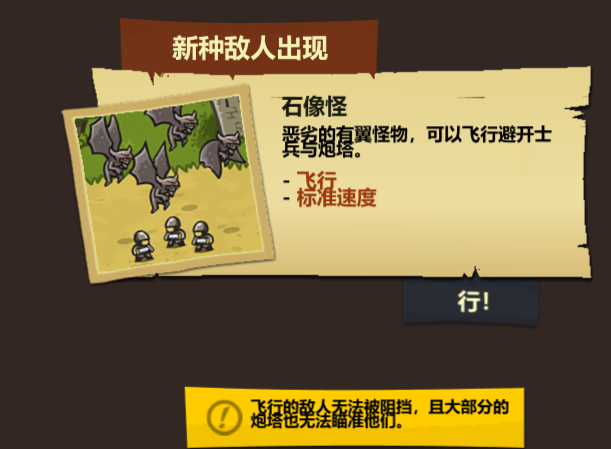 新种敌人出现
石像怪
恶劣的有翼怪物，可以飞行避开士
兵与炮塔。
- 飞行
- 标准速度
行!
飞行的敌人无法被阻挡，且大部分的
炮塔也无法瞄准他们。